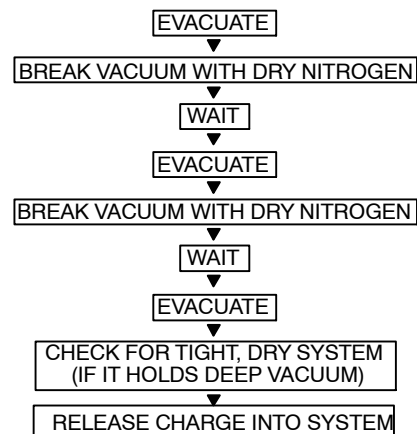 EVACUATE
BREAK VACUUM WITH DRY NITROGEN
WAIT
EVACUATE
BREAK VACUUM WITH DRY NITROGEN
WAIT
EVACUATE
CHECK FOR TIGHT, DRY SYSTEM
(IF IT HOLDS DEEP VACUUM)
RELEASE CHARGE INTO SYSTEM